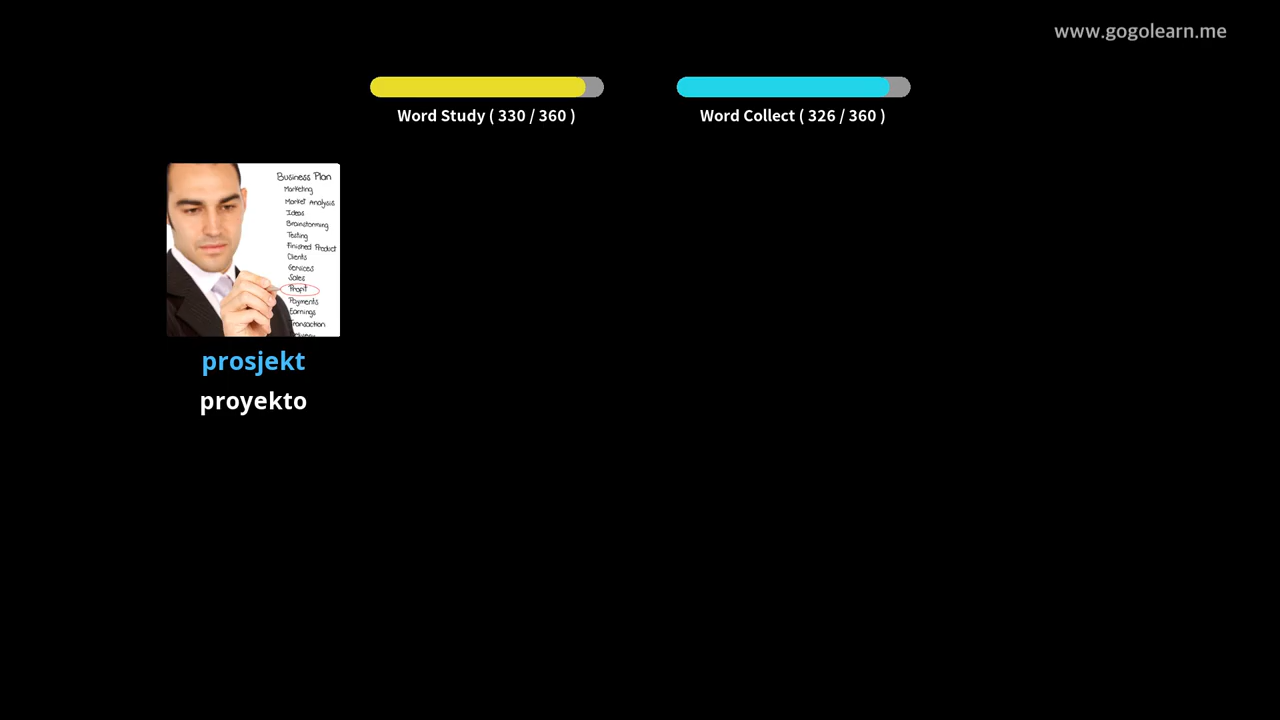 www.gogolearn.me
Word Study ( 330 / 360 )
Word Collect ( 326 / 360 )
Business Plan
Marketing
Market Analysis
Ideas
Brainstorming
Testing
Finished Product
Clients
Services
Sales
Profit
Payments
Earnings
Transaction
prosjekt
proyekto